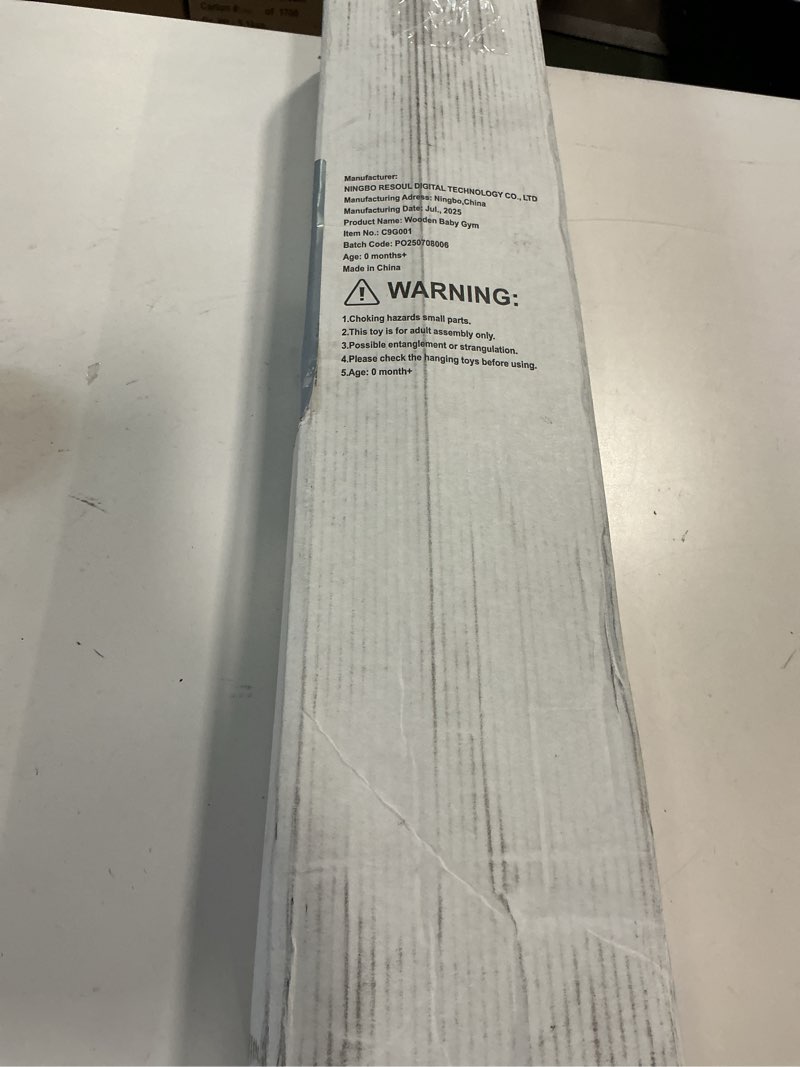 Carton #: of 1700
Manufacturer:
NINGBO RESOUL DIGITAL TECHNOLOGY CO., LTD
Manufacturing Adress: Ningbo,China
Manufacturing Date: Jul., 2025
Product Name: Wooden Baby Gym
Item No.: C9G001
Batch Code: PO250708006
Age: 0 months+
Made in China
WARNING:
1.Choking hazards small parts.
2.This toy is for adult assembly only.
3.Possible entanglement or strangulation.
4.Please check the hanging toys before using.
5.Age: 0 month+